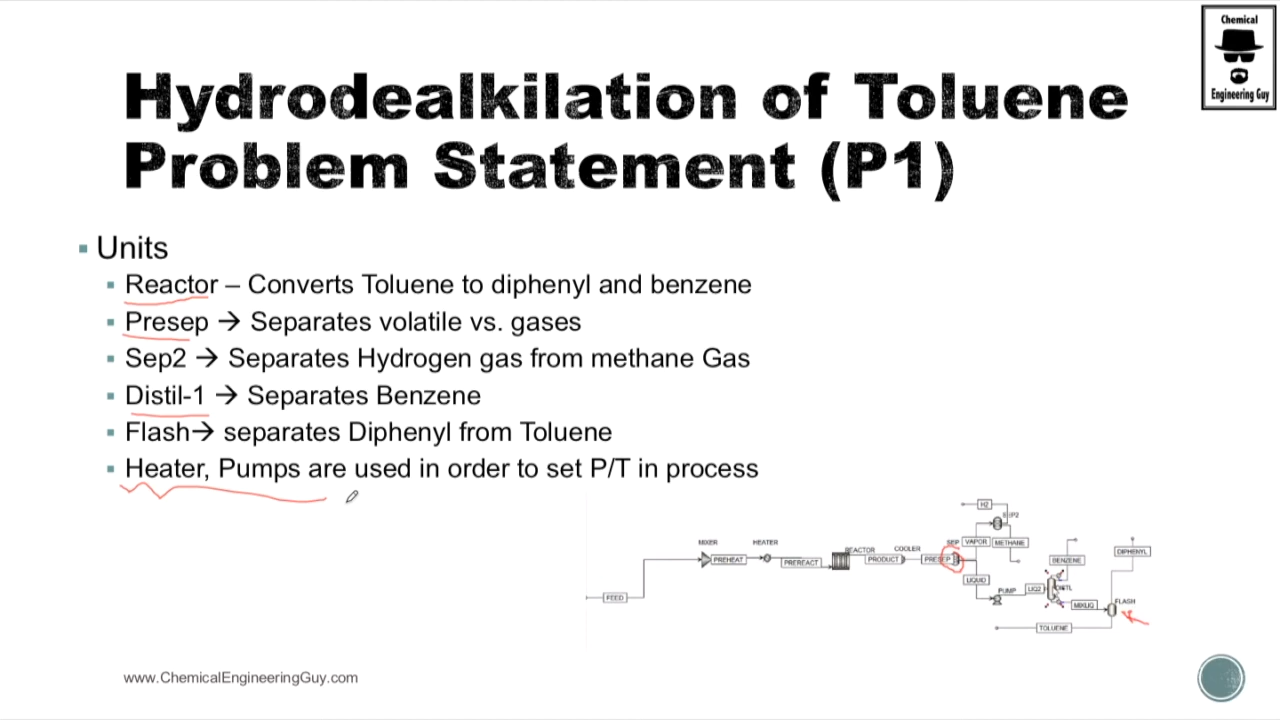 Chemical
Engineering Guy
Hydrodealkilation of Toluene
Problem Statement (P1)
Units
Reactor – Converts Toluene to diphenyl and benzene
Presep → Separates volatile vs. gases
Sep2 → Separates Hydrogen gas from methane Gas
Distil-1 → Separates Benzene
Flash→ separates Diphenyl from Toluene
Heater, Pumps are used in order to set P/T in process
H2
MIXER
HEATER
REACTOR
COOLER
SEP
VAPOR
METHANE
PREHEAT
PREREACT
PRODUCT
BENZENE
DIPHENYL
LIQUID
PUMP
LIQ2
FEED
MIXLIQ
FLASH
TOLUENE
www.ChemicalEngineeringGuy.com